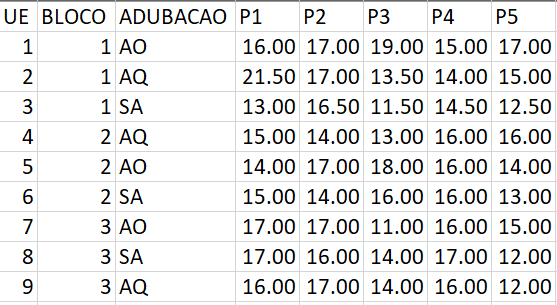 UE BLOCO ADUBACAO P1 P2 P3 P4 P5
1 1 AO 16.00 17.00 19.00 15.00 17.00
2 1 AQ 21.50 17.00 13.50 14.00 15.00
3 1 SA 13.00 16.50 11.50 14.50 12.50
4 2 AQ 15.00 14.00 13.00 16.00 16.00
5 2 AO 14.00 17.00 18.00 16.00 14.00
6 2 SA 15.00 14.00 16.00 16.00 13.00
7 3 AO 17.00 17.00 11.00 16.00 15.00
8 3 SA 17.00 16.00 14.00 17.00 12.00
9 3 AQ 16.00 17.00 14.00 16.00 12.00